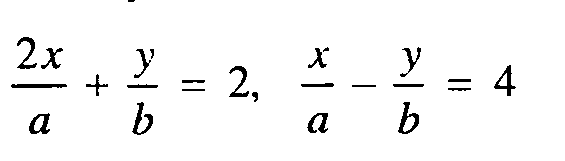 2x/a + y/b = 2, x/a - y/b = 4